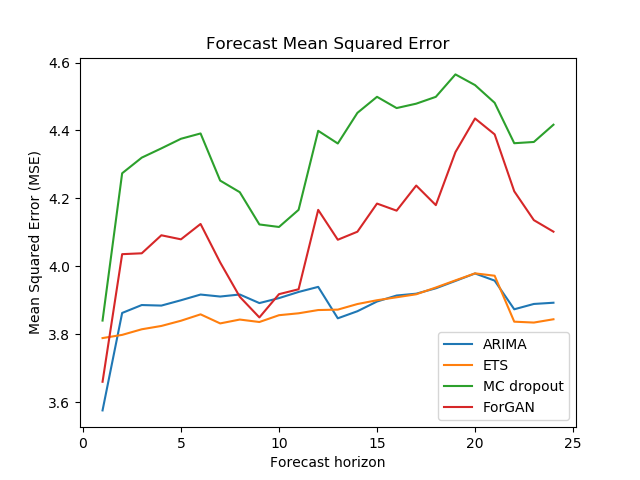 Forecast Mean Squared Error
Mean Squared Error (MSE)
4.6
4.4
4.2
4.0
3.8
3.6
0 5 10 15 20 25
Forecast horizon
ARIMA
ETS
MC dropout
ForGAN